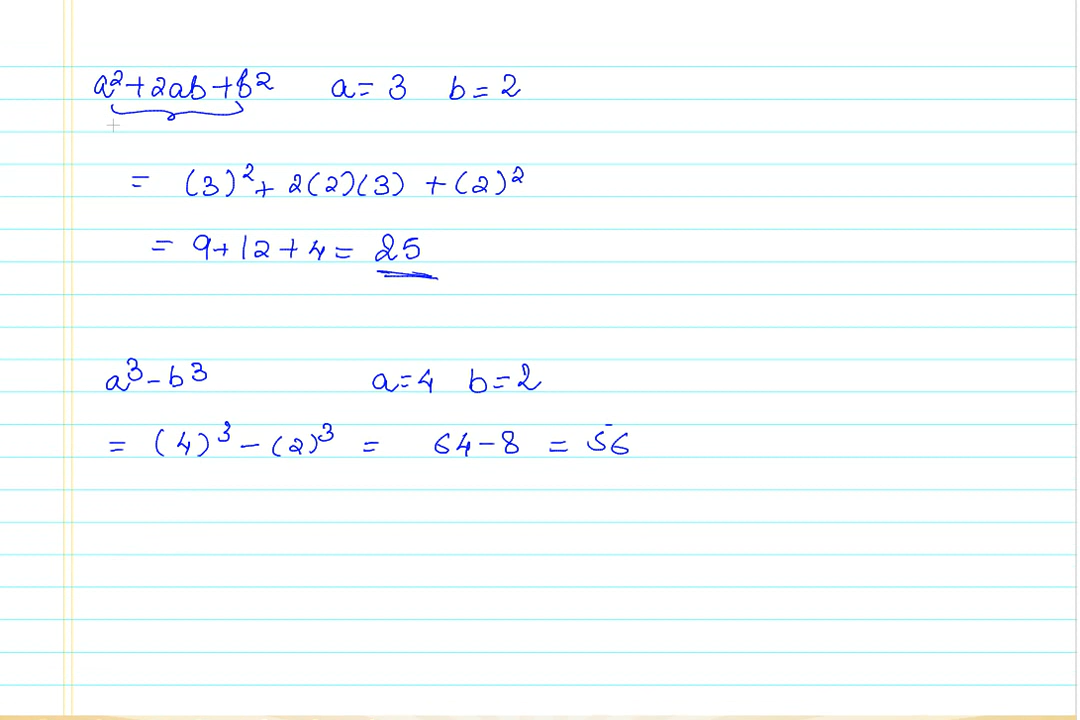 a²+2ab+b² a=3 b=2
= (3)²+2(2)(3)+(2)²
= 9+12+4= 25
a³-b³ a=4 b=2
= (4)³-(2)³ = 64-8 = 56